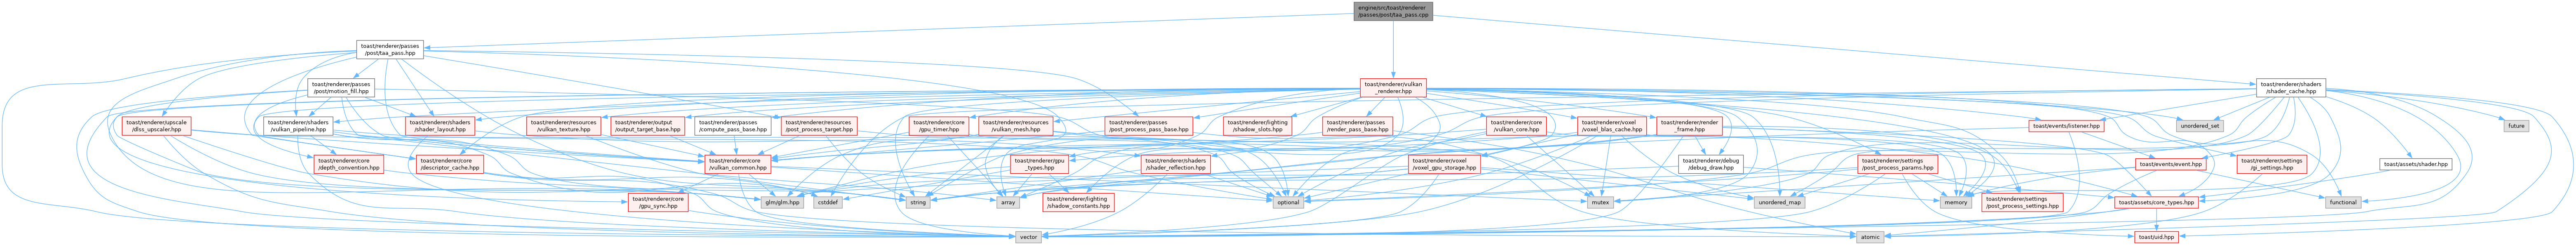 engine/src/toast/renderer
/passes/post/taa_pass.cpp
toast/renderer/passes
/post/taa_pass.hpp
toast/renderer/passes
/post/motion_fill.hpp
toast/renderer/vulkan
_renderer.hpp
toast/renderer/shaders
/shader_cache.hpp
toast/renderer/upscale
/dlss_upscaler.hpp
toast/renderer/shaders
/vulkan_pipeline.hpp
toast/renderer/shaders
/shader_layout.hpp
toast/renderer/resources
/vulkan_texture.hpp
toast/renderer/output
/output_target_base.hpp
toast/renderer/passes
/compute_pass_base.hpp
toast/renderer/resources
/post_process_target.hpp
toast/renderer/core
/gpu_timer.hpp
toast/renderer/resources
/vulkan_mesh.hpp
toast/renderer/passes
/post_process_pass_base.hpp
toast/renderer/lighting
/shadow_slots.hpp
toast/renderer/passes
/render_pass_base.hpp
toast/renderer/core
/vulkan_core.hpp
toast/renderer/voxel
/voxel_blas_cache.hpp
toast/renderer/render
_frame.hpp
toast/events/listener.hpp
unordered_set
future
toast/renderer/core
/depth_convention.hpp
toast/renderer/core
/descriptor_cache.hpp
toast/renderer/core
/vulkan_common.hpp
toast/renderer/gpu
_types.hpp
toast/renderer/shaders
/shader_reflection.hpp
toast/renderer/voxel
/voxel_gpu_storage.hpp
toast/renderer/debug
/debug_draw.hpp
toast/renderer/settings
/post_process_params.hpp
toast/events/event.hpp
toast/renderer/settings
/gi_settings.hpp
toast/assets/shader.hpp
toast/renderer/core
/gpu_sync.hpp
glm/glm.hpp
cstddef
string
array
toast/renderer/lighting
/shadow_constants.hpp
optional
mutex
unordered_map
memory
toast/renderer/settings
/post_process_settings.hpp
toast/assets/core_types.hpp
functional
vector
atomic
toast/uid.hpp